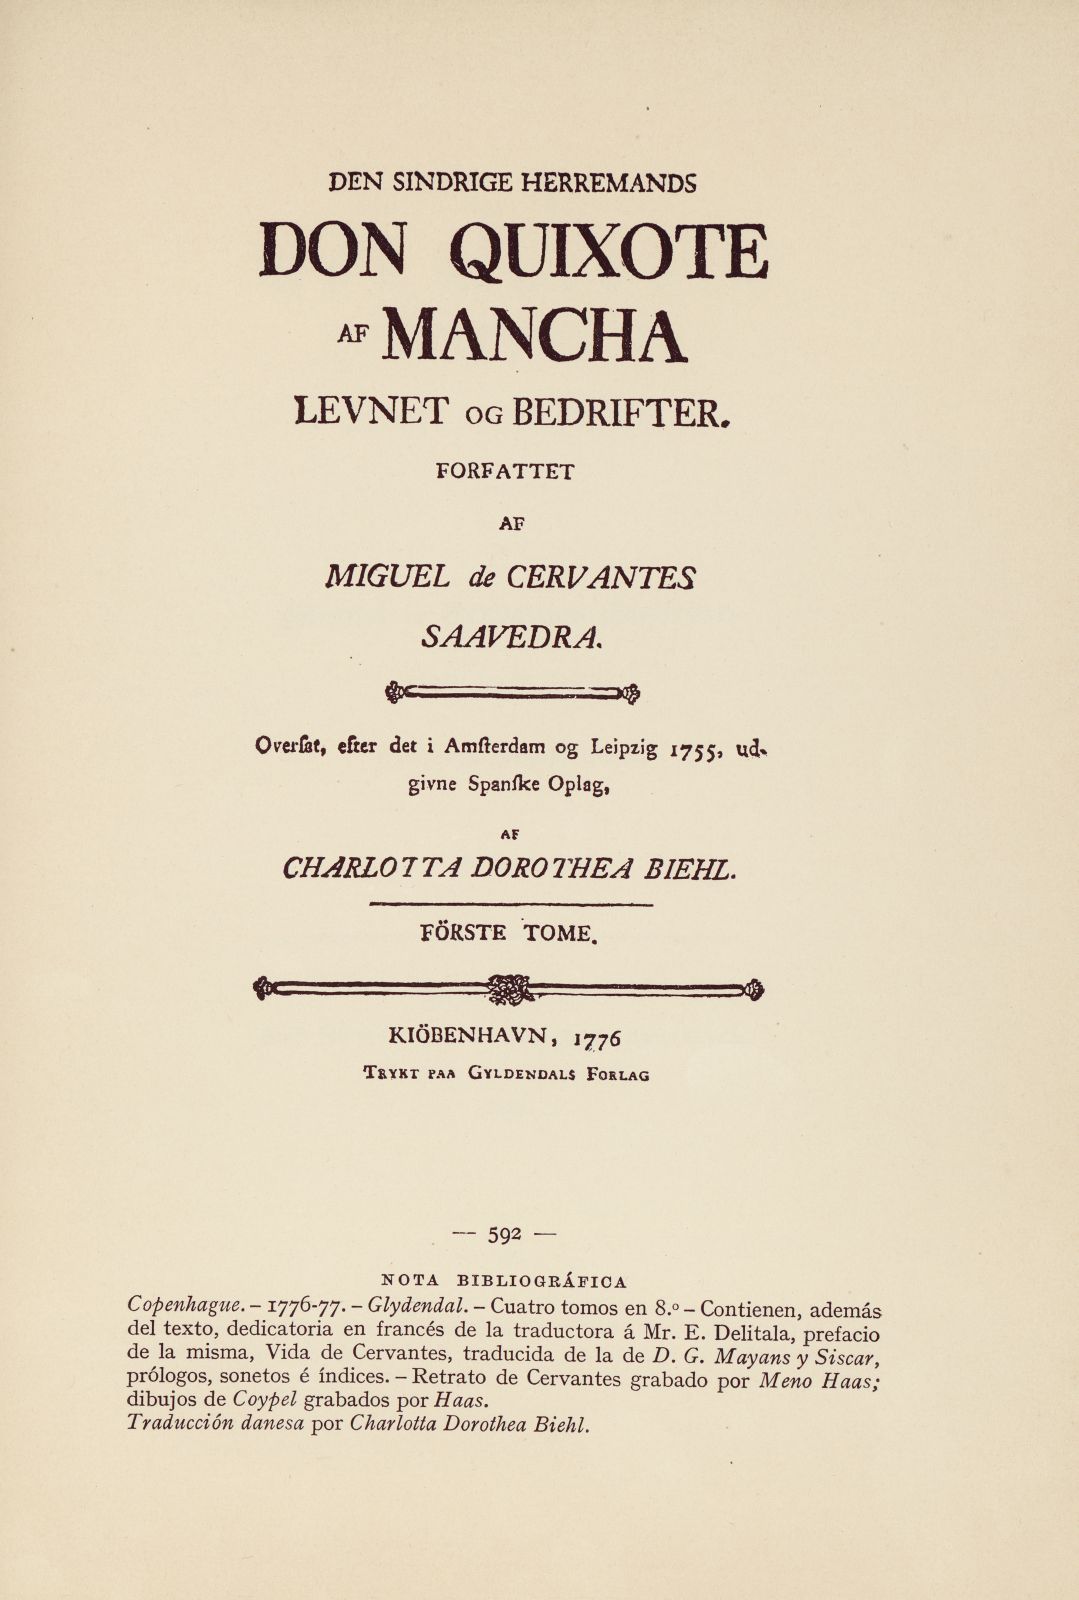 DEN SINDRIGE HERREMANDS
DON QUIXOTE
AF MANCHA
LEVNET OG BEDRIFTER.
FORFATTET
AF
MIGUEL de CERVANTES
SAAVEDRA.
Overſat, efter det i Amſterdam og Leipzig 1755, ud-
givne Spanſke Oplag,
AF
CHARLOTTA DOROTHEA BIEHL.
FÖRSTE TOME.
KIÖBENHAVN, 1776
TRYKT PAA GYLDENDALS FORLAG
— 592 —
NOTA BIBLIOGRÁFICA
Copenhague. – 1776-77. – Glydendal. – Cuatro tomos en 8.º – Contienen, además
del texto, dedicatoria en francés de la traductora á Mr. E. Delitala, prefacio
de la misma, Vida de Cervantes, traducida de la de D. G. Mayans y Siscar,
prólogos, sonetos é índices. – Retrato de Cervantes grabado por Meno Haas;
dibujos de Coypel grabados por Haas.
Traducción danesa por Charlotta Dorothea Biehl.